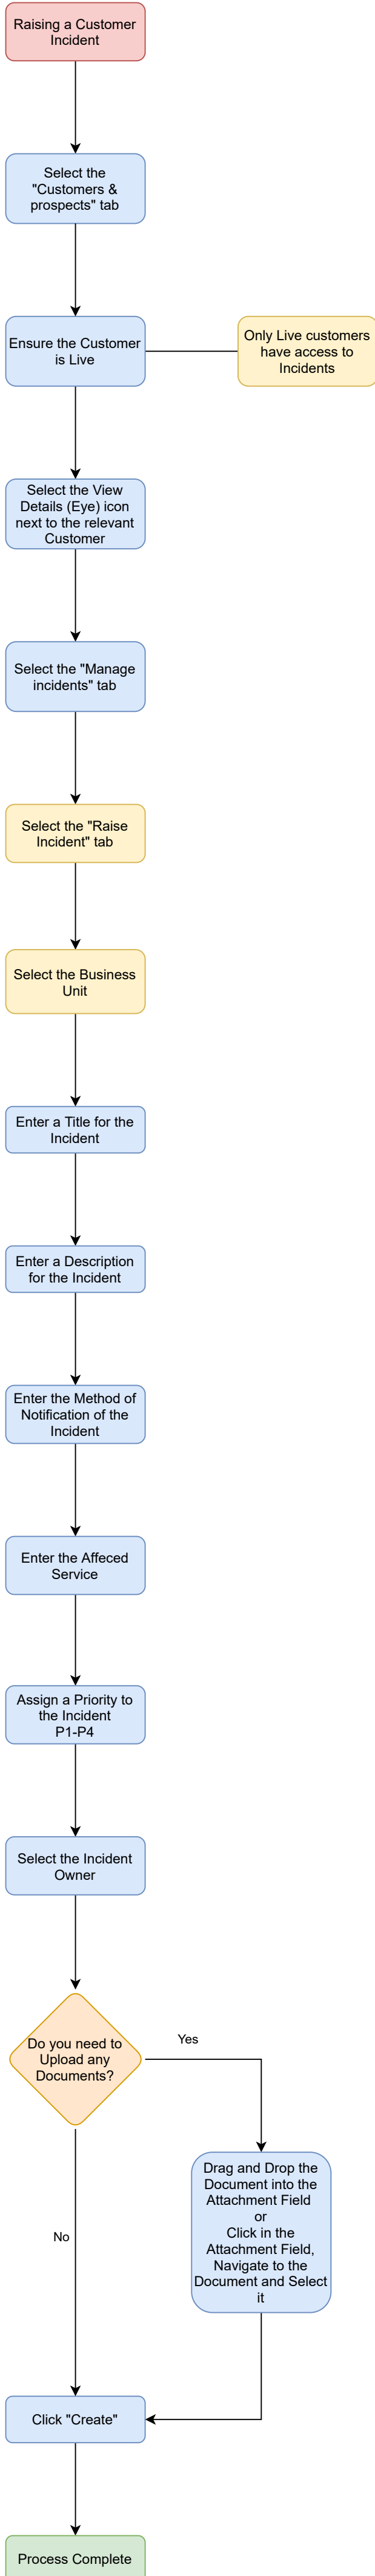 Raising a Customer
Incident
Select the
"Customers &
prospects" tab
Ensure the Customer
is Live
Only Live customers
have access to
Incidents
Select the View
Details (Eye) icon
next to the relevant
Customer
Select the "Manage
incidents" tab
Select the "Raise
Incident" tab
Select the Business
Unit
Enter a Title for the
Incident
Enter a Description
for the Incident
Enter the Method of
Notification of the
Incident
Enter the Affeced
Service
Assign a Priority to
the Incident
P1-P4
Select the Incident
Owner
Do you need to
Upload any
Documents?
Yes
Drag and Drop the
Document into the
Attachment Field
or
Click in the
Attachment Field,
Navigate to the
Document and Select
it
No
Click "Create"
Process Complete